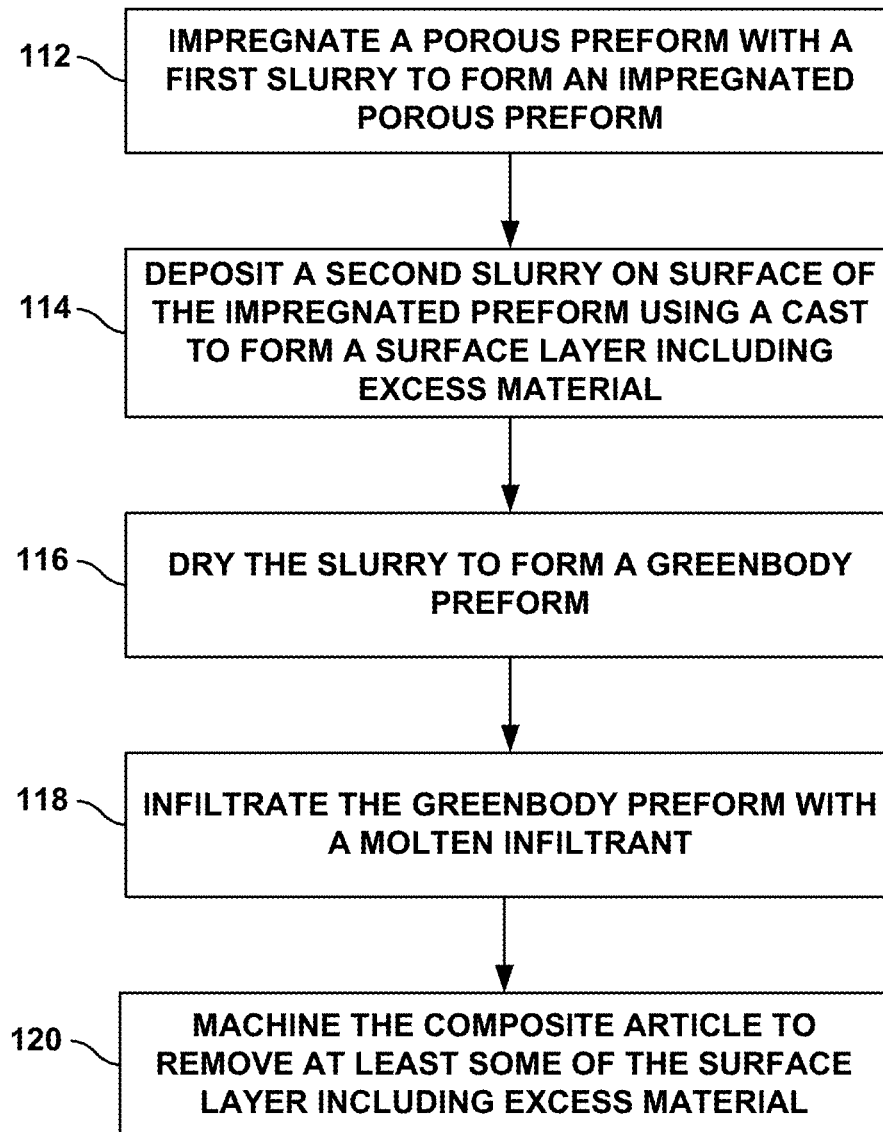 112
IMPREGNATE A POROUS PREFORM WITH A
FIRST SLURRY TO FORM AN IMPREGNATED
POROUS PREFORM
114
DEPOSIT A SECOND SLURRY ON SURFACE OF
THE IMPREGNATED PREFORM USING A CAST
TO FORM A SURFACE LAYER INCLUDING
EXCESS MATERIAL
116
DRY THE SLURRY TO FORM A GREENBODY
PREFORM
118
INFILTRATE THE GREENBODY PREFORM WITH
A MOLTEN INFILTRANT
120
MACHINE THE COMPOSITE ARTICLE TO
REMOVE AT LEAST SOME OF THE SURFACE
LAYER INCLUDING EXCESS MATERIAL